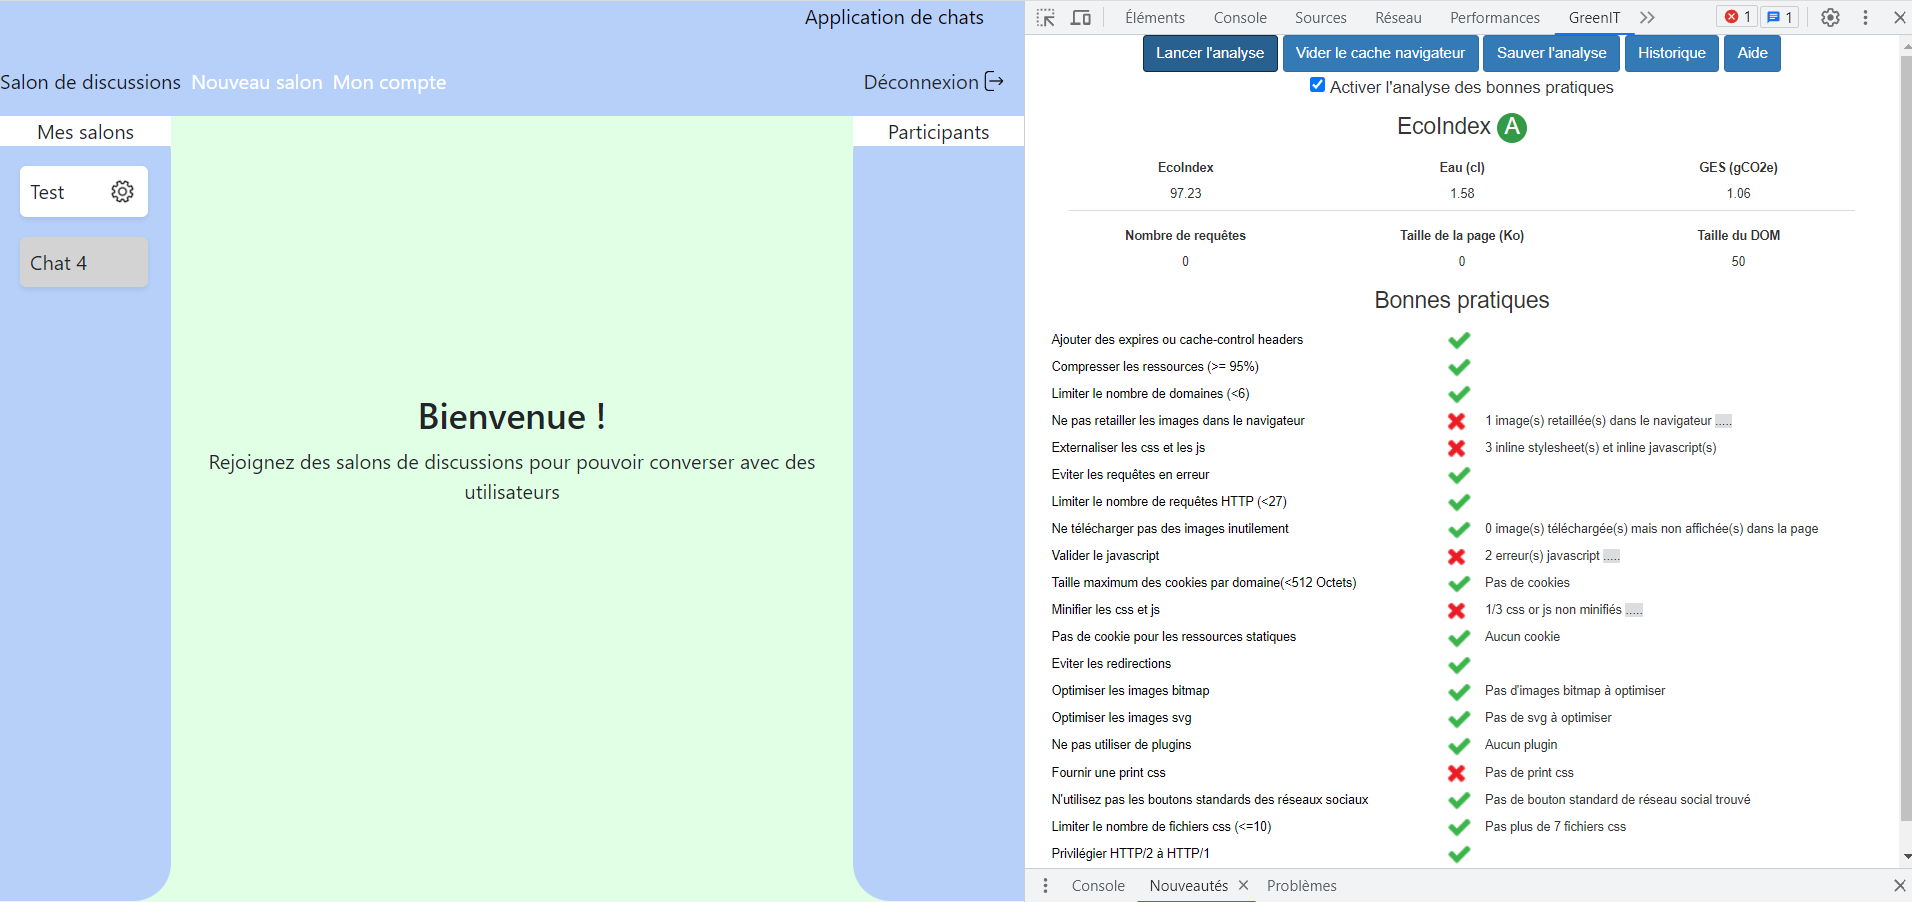 Application de chats
Salon de discussions Nouveau salon Mon compte
Déconnexion
Mes salons
Participants
Test
Chat 4
Bienvenue !
Rejoignez des salons de discussions pour pouvoir converser avec des
utilisateurs
Éléments Console Sources Réseau Performances GreenIT 1 1
Lancer l'analyse Vider le cache navigateur Sauver l'analyse Historique Aide
Activer l'analyse des bonnes pratiques
EcoIndex A
EcoIndex Eau (cl) GES (gCO2e)
97.23 1.58 1.06
Nombre de requêtes Taille de la page (Ko) Taille du DOM
0 0 50
Bonnes pratiques
Ajouter des expires ou cache-control headers
Compresser les ressources (>= 95%)
Limiter le nombre de domaines (<6)
Ne pas retailler les images dans le navigateur 1 image(s) retaillée(s) dans le navigateur .....
Externaliser les css et les js 3 inline stylesheet(s) et inline javascript(s)
Eviter les requêtes en erreur
Limiter le nombre de requêtes HTTP (<27)
Ne télécharger pas des images inutilement 0 image(s) téléchargée(s) mais non affichée(s) dans la page
Valider le javascript 2 erreur(s) javascript .....
Taille maximum des cookies par domaine(<512 Octets) Pas de cookies
Minifier les css et js 1/3 css or js non minifiés .....
Pas de cookie pour les ressources statiques Aucun cookie
Eviter les redirections
Optimiser les images bitmap Pas d'images bitmap à optimiser
Optimiser les images svg Pas de svg à optimiser
Ne pas utiliser de plugins Aucun plugin
Fournir une print css Pas de print css
N'utilisez pas les boutons standards des réseaux sociaux Pas de bouton standard de réseau social trouvé
Limiter le nombre de fichiers css (<=10) Pas plus de 7 fichiers css
Privilégier HTTP/2 à HTTP/1
Console Nouveautés Problèmes